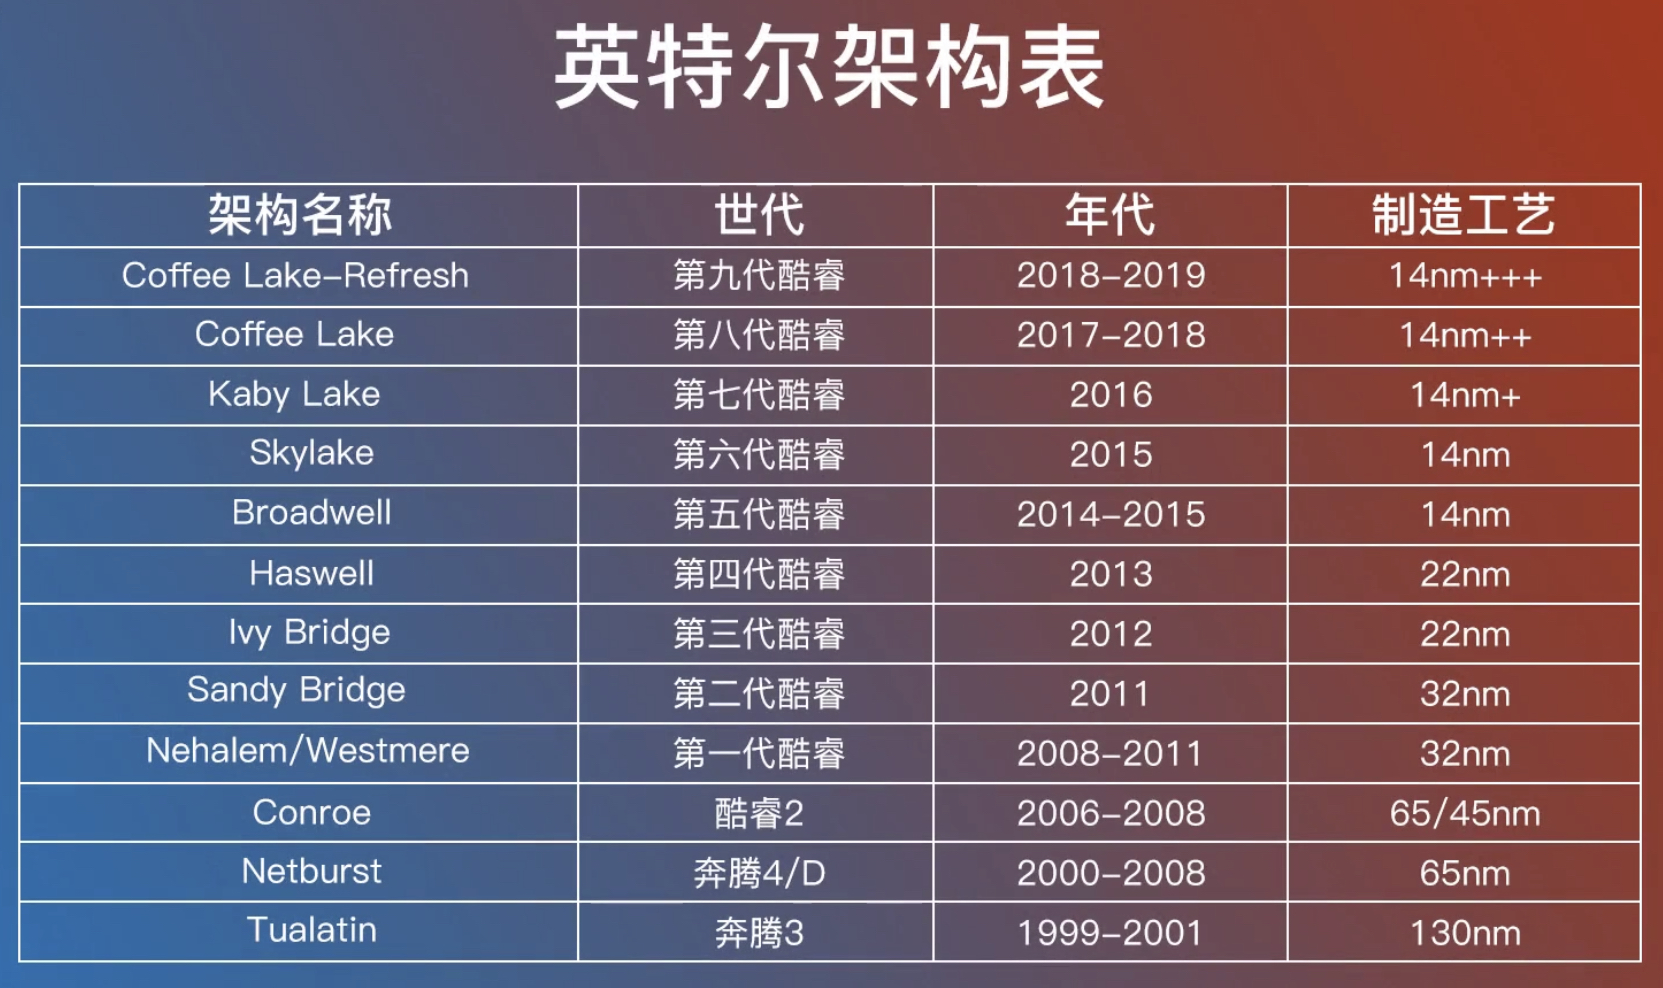 英特尔架构表
架构名称 世代 年代 制造工艺
Coffee Lake-Refresh 第九代酷睿 2018-2019 14nm+++
Coffee Lake 第八代酷睿 2017-2018 14nm++
Kaby Lake 第七代酷睿 2016 14nm+
Skylake 第六代酷睿 2015 14nm
Broadwell 第五代酷睿 2014-2015 14nm
Haswell 第四代酷睿 2013 22nm
Ivy Bridge 第三代酷睿 2012 22nm
Sandy Bridge 第二代酷睿 2011 32nm
Nehalem/Westmere 第一代酷睿 2008-2011 32nm
Conroe 酷睿2 2006-2008 65/45nm
Netburst 奔腾4/D 2000-2008 65nm
Tualatin 奔腾3 1999-2001 130nm